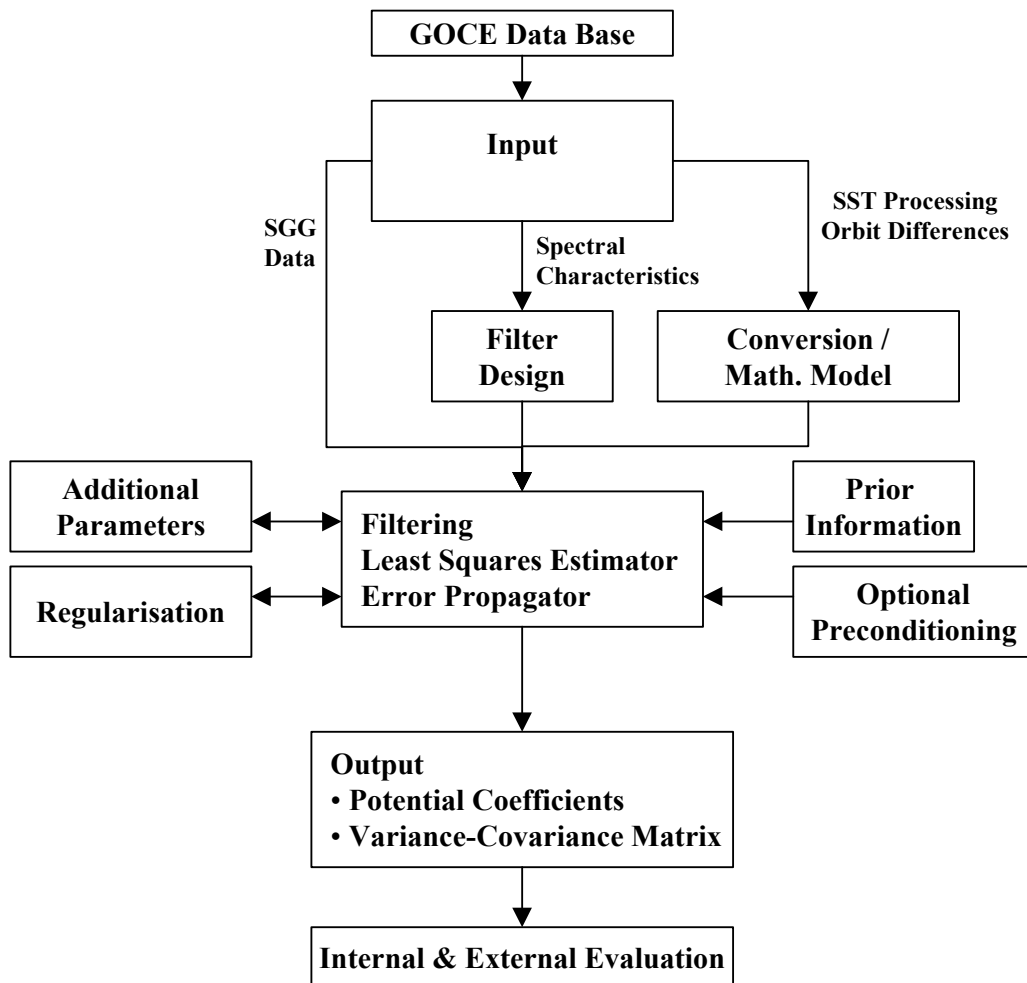 GOCE Data Base
Input
SGG
Data
Spectral
Characteristics
SST Processing
Orbit Differences
Filter
Design
Conversion /
Math. Model
Additional
Parameters
Filtering
Least Squares Estimator
Error Propagator
Prior
Information
Regularisation
Optional
Preconditioning
Output
• Potential Coefficients
• Variance-Covariance Matrix
Internal & External Evaluation